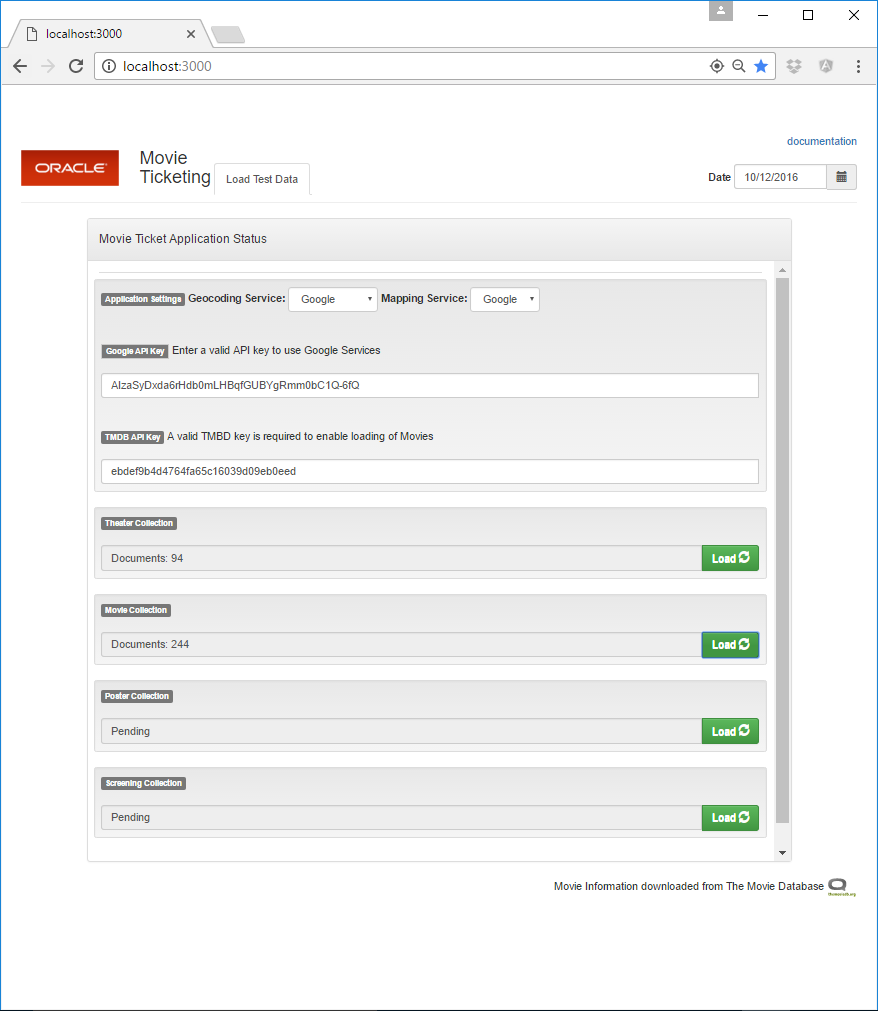 localhost:3000
localhost:3000
documentation
ORACLE
Movie
Ticketing
Load Test Data
Date 10/12/2016
Movie Ticket Application Status
Application Settings Geocoding Service: Google Mapping Service: Google
Google API Key Enter a valid API key to use Google Services
AIzaSyDxda6rHdb0mLHBqfGUBYgRmm0bC1Q-6fQ
TMDB API Key A valid TMBD key is required to enable loading of Movies
ebdef9b4d4764fa65c16039d09eb0eed
Theater Collection
Documents: 94 Load
Movie Collection
Documents: 244 Load
Poster Collection
Pending Load
Screening Collection
Pending Load
Movie Information downloaded from The Movie Database